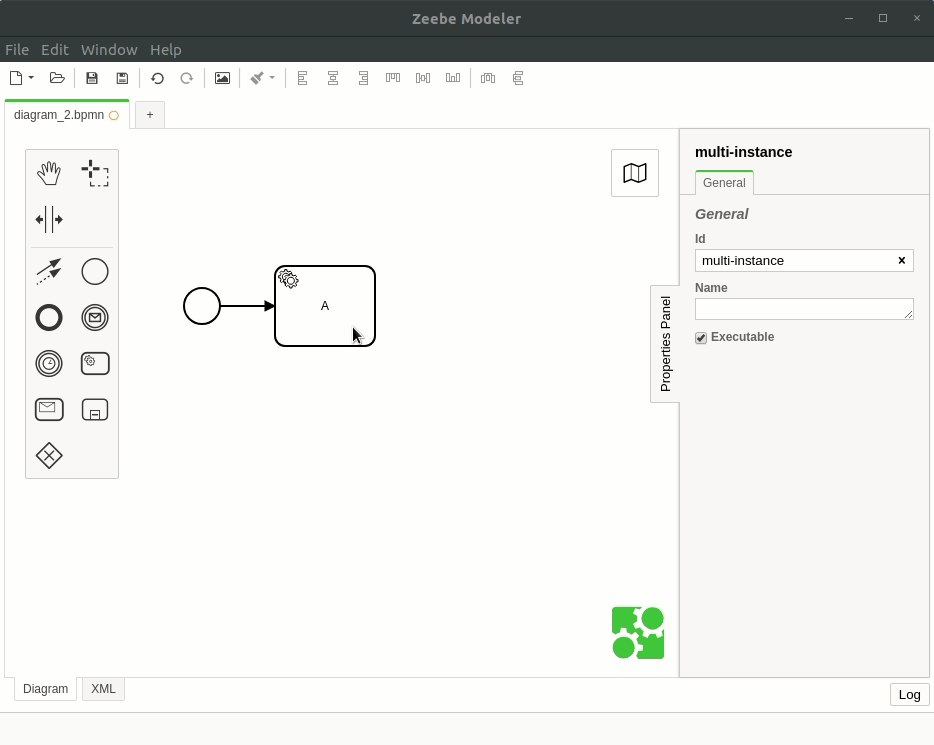 Zeebe Modeler
File Edit Window Help
diagram_2.bpmn
+
multi-instance
General
General
Id
multi-instance
Name
Executable
A
Properties Panel
Diagram XML
Log